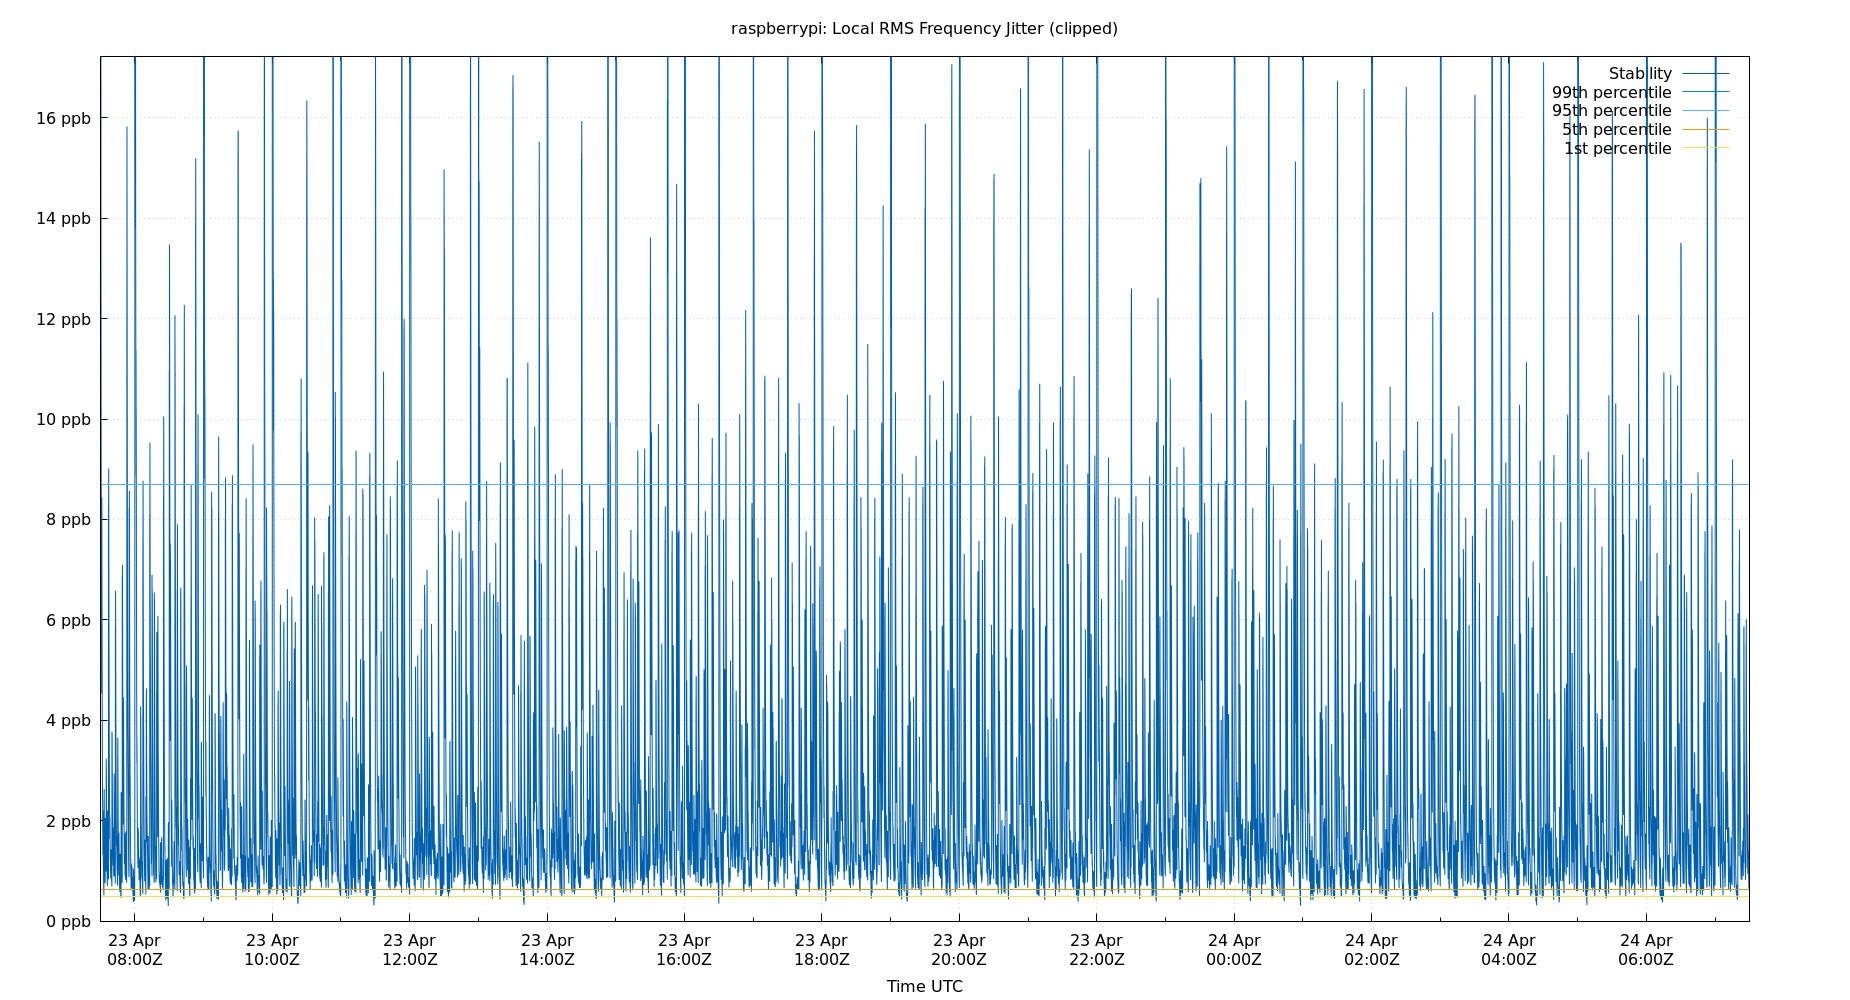 raspberrypi: Local RMS Frequency Jitter (clipped)
Stability
99th percentile
95th percentile
5th percentile
1st percentile
16 ppb
14 ppb
12 ppb
10 ppb
8 ppb
6 ppb
4 ppb
2 ppb
0 ppb
23 Apr 23 Apr 23 Apr 23 Apr 23 Apr 23 Apr 23 Apr 23 Apr 24 Apr 24 Apr 24 Apr 24 Apr
08:00Z 10:00Z 12:00Z 14:00Z 16:00Z 18:00Z 20:00Z 22:00Z 00:00Z 02:00Z 04:00Z 06:00Z
Time UTC